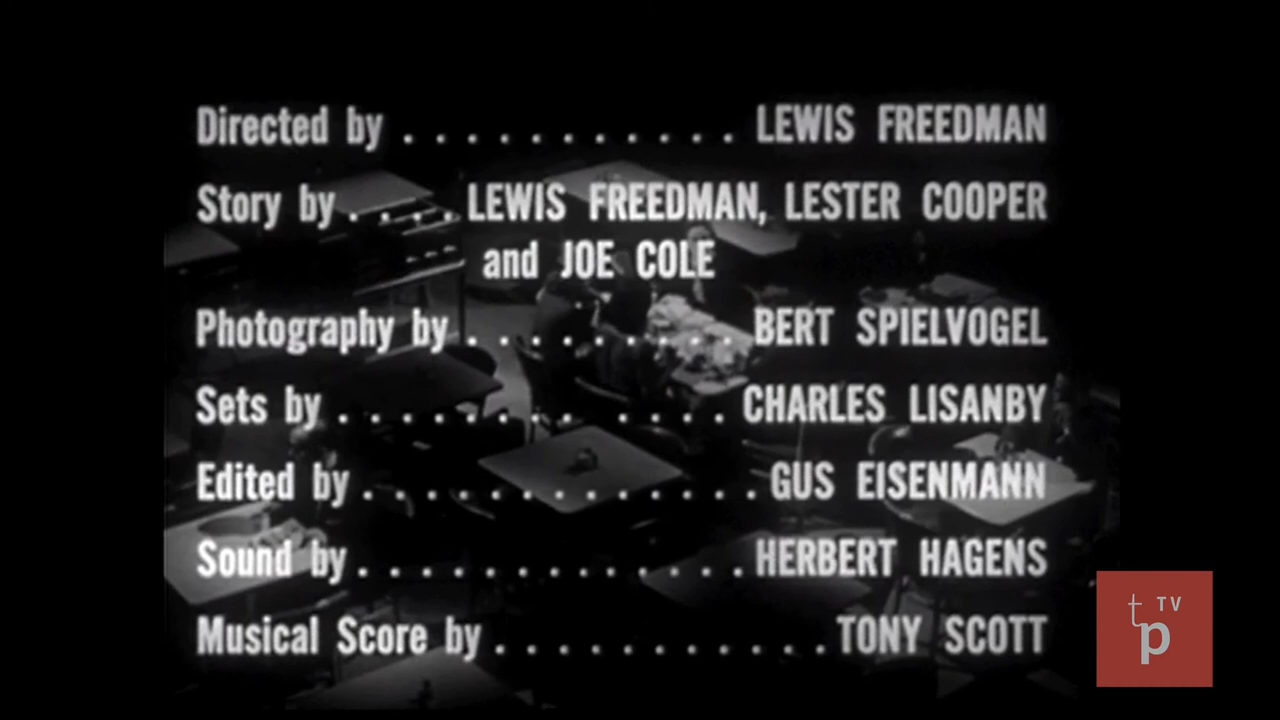 Directed by . . . . . . . . . . . LEWIS FREEDMAN
Story by . . . . LEWIS FREEDMAN, LESTER COOPER
and JOE COLE
Photography by . . . . . . . . . BERT SPIELVOGEL
Sets by . . . . . . . . . . . . LISANBY CHARLES
Edited by . . . . . . . . . . . . . GUS EISENMANN
Sound by . . . . . . . . . . . . . HERBERT HAGENS
Musical Score by . . . . . . . . . . . TONY SCOTT
tp TV